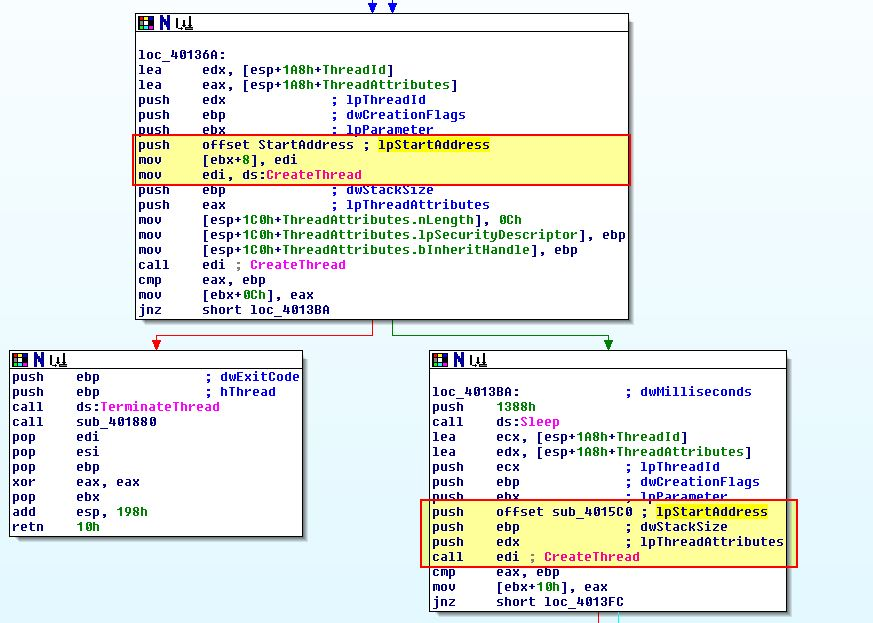 loc_40136A:
lea edx, [esp+1A8h+ThreadId]
lea eax, [esp+1A8h+ThreadAttributes]
push edx ; lpThreadId
push ebp ; dwCreationFlags
push ebx ; lpParameter
push offset StartAddress ; lpStartAddress
mov [ebx+8], edi
mov edi, ds:CreateThread
push ebp ; dwStackSize
push eax ; lpThreadAttributes
mov [esp+1C0h+ThreadAttributes.nLength], 0Ch
mov [esp+1C0h+ThreadAttributes.lpSecurityDescriptor], ebp
mov [esp+1C0h+ThreadAttributes.bInheritHandle], ebp
call edi ; CreateThread
cmp eax, ebp
mov [ebx+0Ch], eax
jnz short loc_4013BA
push ebp ; dwExitCode
push ebp ; hThread
call ds:TerminateThread
call sub_401880
pop edi
pop esi
pop ebp
xor eax, eax
pop ebx
add esp, 198h
retn 10h
loc_4013BA: ; dwMilliseconds
push 1388h
call ds:Sleep
lea ecx, [esp+1A8h+ThreadId]
lea edx, [esp+1A8h+ThreadAttributes]
push ecx ; lpThreadId
push ebp ; dwCreationFlags
push ebx ; lpParameter
push offset sub_4015C0 ; lpStartAddress
push ebp ; dwStackSize
push edx ; lpThreadAttributes
call edi ; CreateThread
cmp eax, ebp
mov [ebx+10h], eax
jnz short loc_4013FC